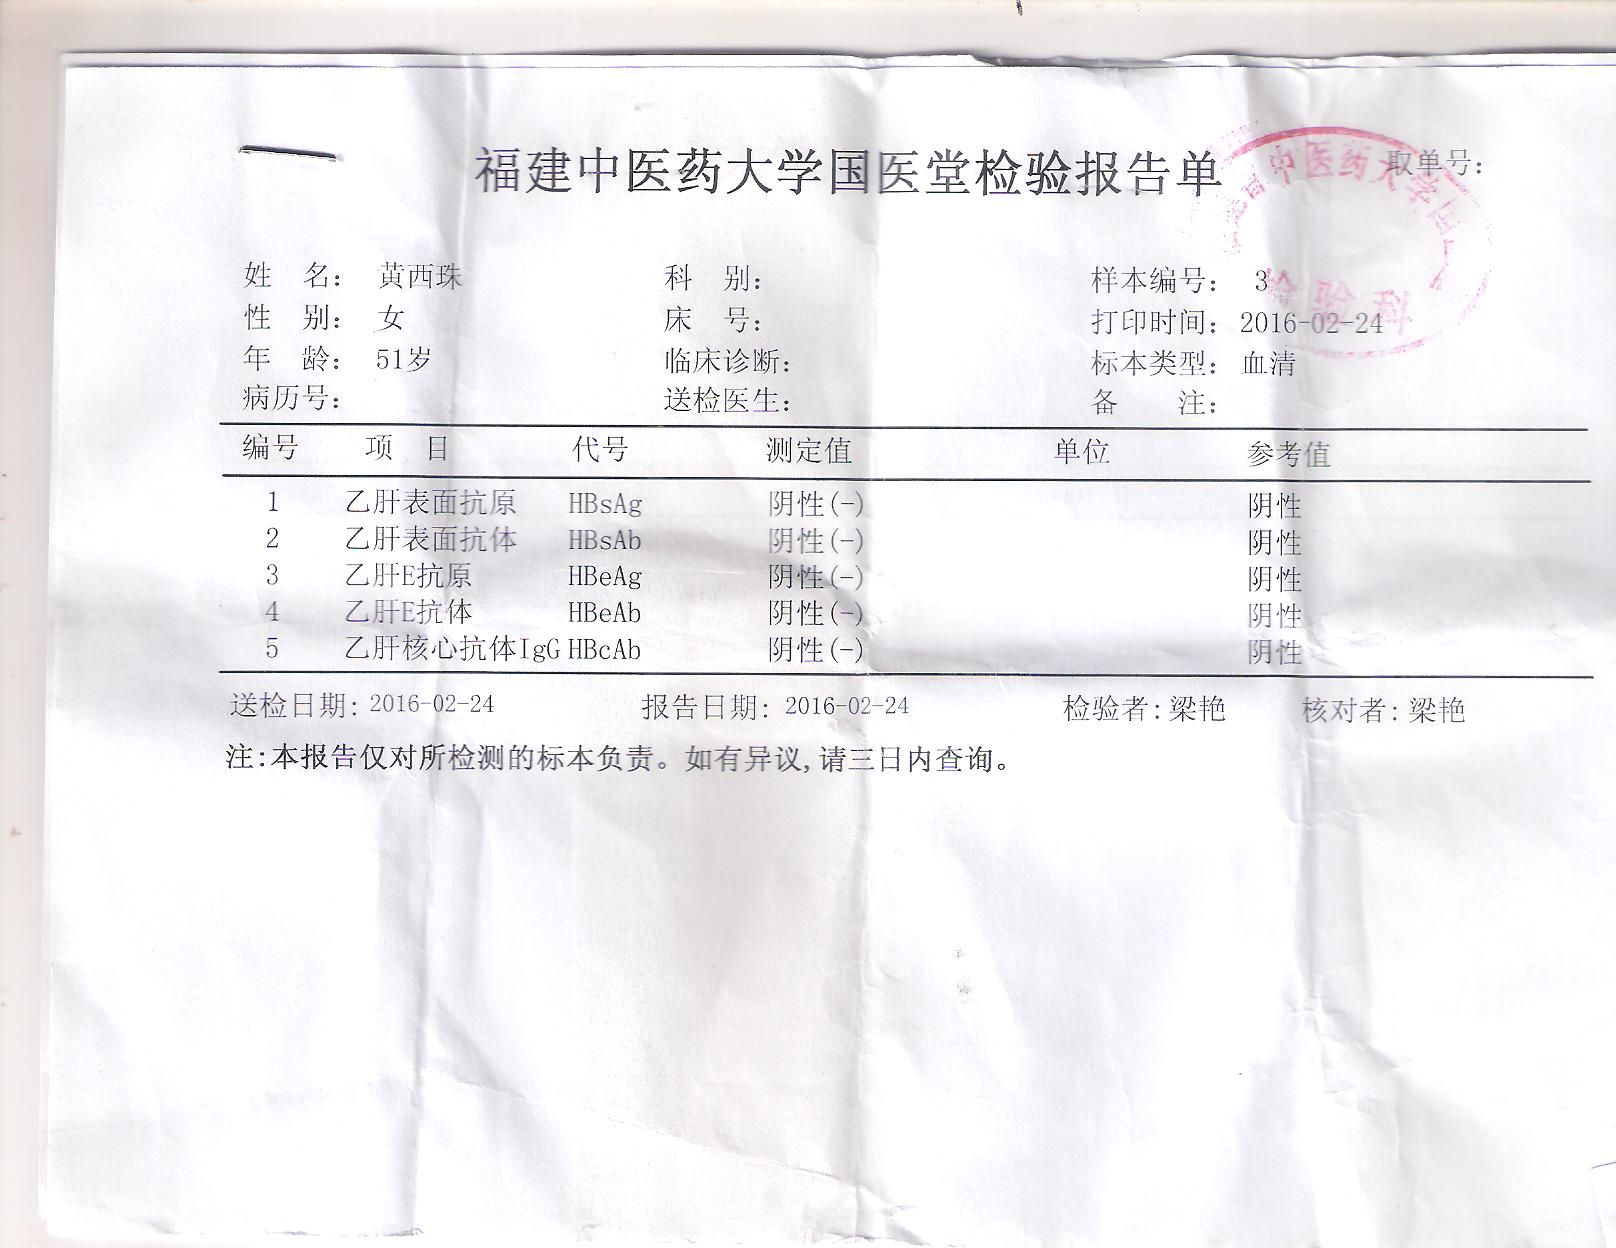 福建中医药大学国医堂检验报告单
取单号：
姓 名： 黄西珠 科 别： 样本编号： 3
性 别： 女 床 号： 打印时间： 2016-02-24
年 龄： 51岁 临床诊断： 标本类型： 血清
病历号： 送检医生： 备 注：
编号 项 目 代号 测定值 单位 参考值
1 乙肝表面抗原 HBsAg 阴性(-) 阴性
2 乙肝表面抗体 HBsAb 阴性(-) 阴性
3 乙肝E抗原 HBeAg 阴性(-) 阴性
4 乙肝E抗体 HBeAb 阴性(-) 阴性
5 乙肝核心抗体IgG HBcAb 阴性(-) 阴性
送检日期：2016-02-24 报告日期：2016-02-24 检验者：梁艳 核对者：梁艳
注：本报告仅对所检测的标本负责。如有异议，请三日内查询。
中医药大学国
检验科